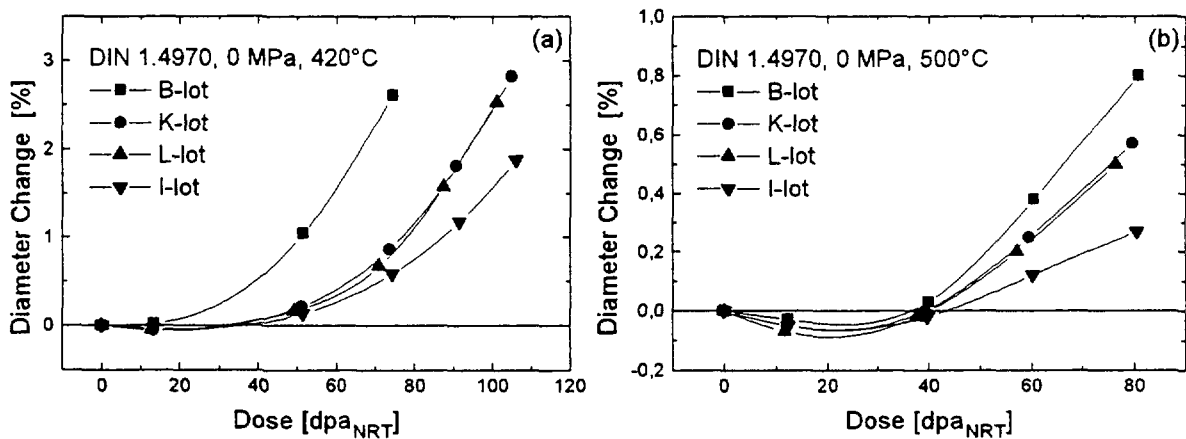 (a)
DIN 1.4970, 0 MPa, 420°C
B-lot
K-lot
L-lot
I-lot
3
2
1
0
Diameter Change [%]
0 20 40 60 80 100 120
Dose [dpaNRT]
(b)
DIN 1.4970, 0 MPa, 500°C
B-lot
K-lot
L-lot
I-lot
1,0
0,8
0,6
0,4
0,2
0,0
-0,2
Diameter Change [%]
0 20 40 60 80
Dose [dpaNRT]